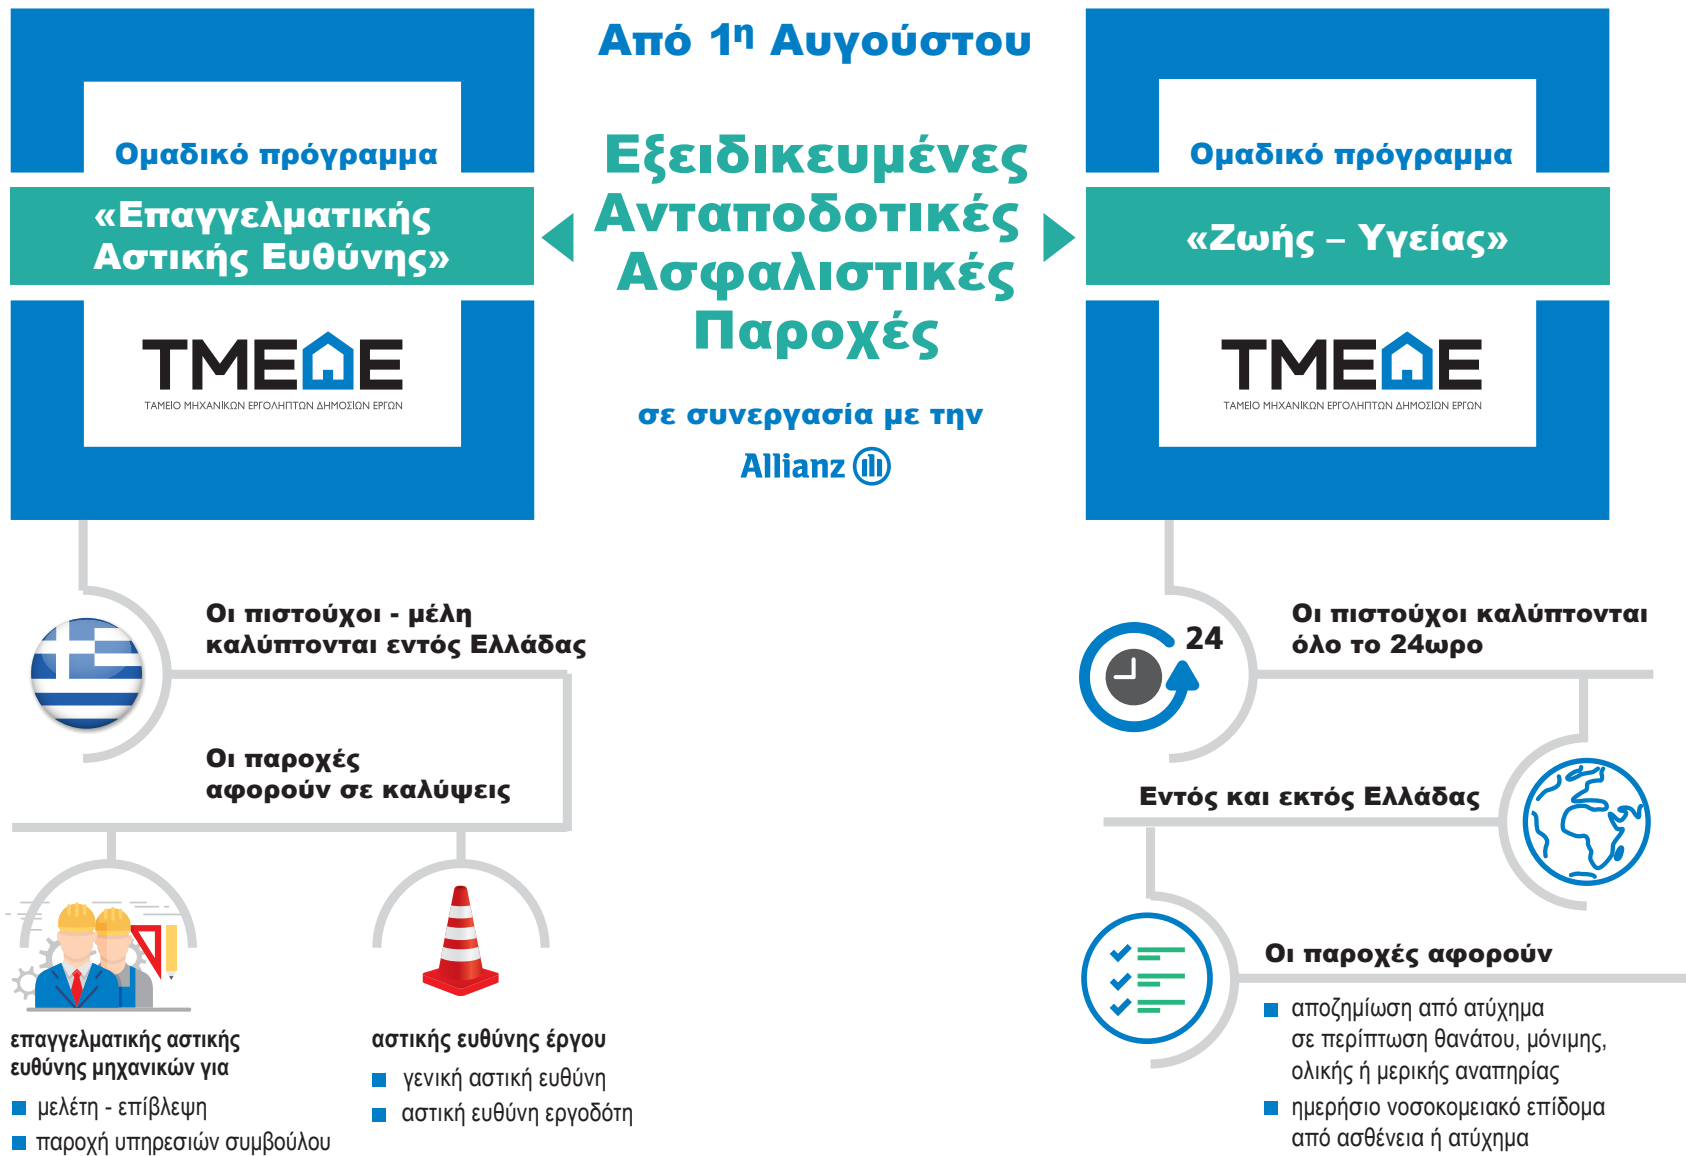 Από 1η Αυγούστου
Εξειδικευμένες
Ανταποδοτικές
Ασφαλιστικές
Παροχές
σε συνεργασία με την
Allianz
Ομαδικό πρόγραμμα
«Επαγγελματικής
Αστικής Ευθύνης»
ΤΜΕΔΕ
ΤΑΜΕΙΟ ΜΗΧΑΝΙΚΩΝ ΕΡΓΟΛΗΠΤΩΝ ΔΗΜΟΣΙΩΝ ΕΡΓΩΝ
Οι πιστούχοι - μέλη
καλύπτονται εντός Ελλάδας
Οι παροχές
αφορούν σε καλύψεις
επαγγελματικής αστικής
ευθύνης μηχανικών για
μελέτη - επίβλεψη
παροχή υπηρεσιών συμβούλου
αστικής ευθύνης έργου
γενική αστική ευθύνη
αστική ευθύνη εργοδότη
Ομαδικό πρόγραμμα
«Ζωής – Υγείας»
ΤΜΕΔΕ
ΤΑΜΕΙΟ ΜΗΧΑΝΙΚΩΝ ΕΡΓΟΛΗΠΤΩΝ ΔΗΜΟΣΙΩΝ ΕΡΓΩΝ
24
Οι πιστούχοι καλύπτονται
όλο το 24ωρο
Εντός και εκτός Ελλάδας
Οι παροχές αφορούν
αποζημίωση από ατύχημα
σε περίπτωση θανάτου, μόνιμης,
ολικής ή μερικής αναπηρίας
ημερήσιο νοσοκομειακό επίδομα
από ασθένεια ή ατύχημα